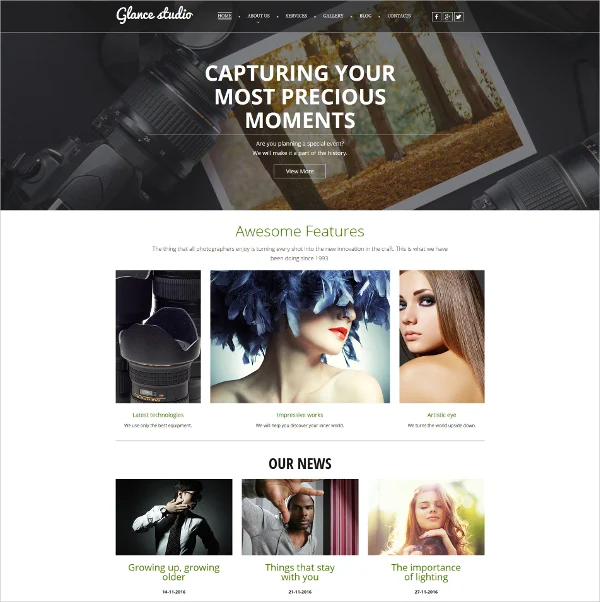 Glance studio
HOME ABOUT US SERVICES GALLERY BLOG CONTACTS
CAPTURING YOUR
MOST PRECIOUS
MOMENTS
Are you planning a special event?
We will make it a part of the history.
View More
Awesome Features
The thing that all photographers enjoy is turning every shot into the new innovation in the craft. This is what we have
been doing since 1993
Latest technologies
We use only the best equipment.
Impressive works
We will help you discover your inner world.
Artistic eye
We turns the world upside down.
OUR NEWS
Growing up, growing
older
14-11-2016
Things that stay
with you
21-11-2016
The importance
of lighting
27-11-2016